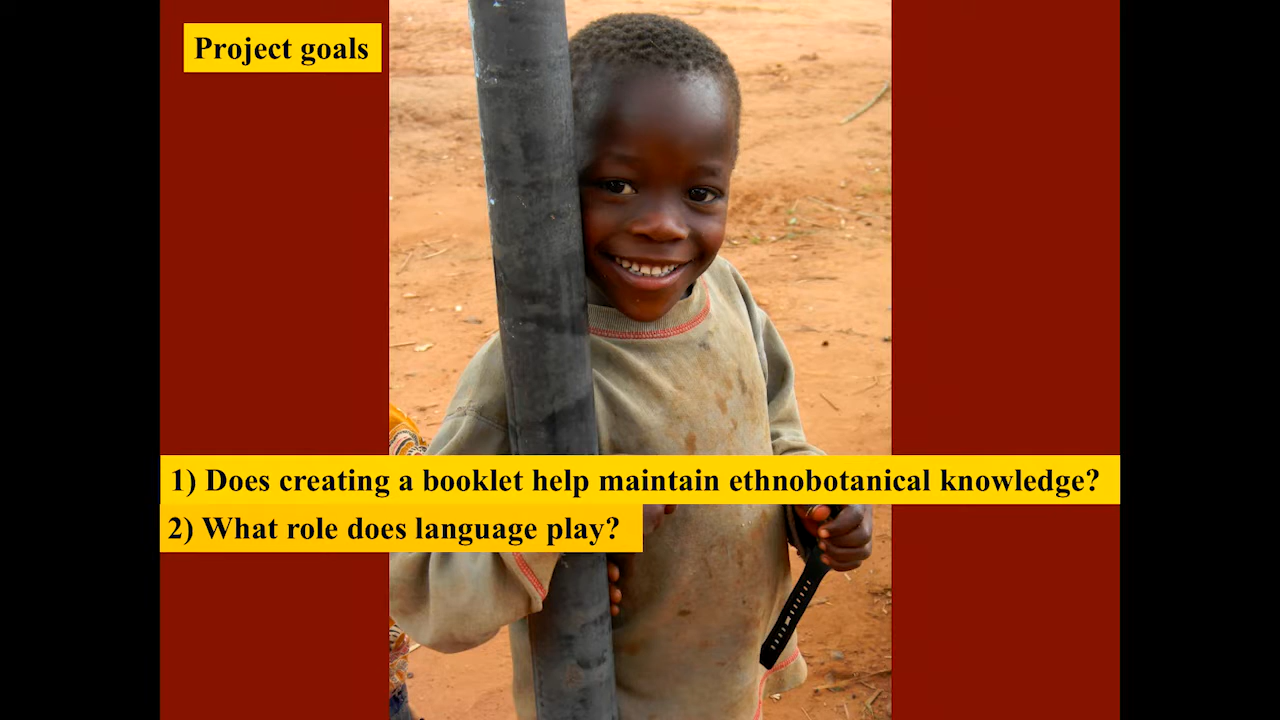 Project goals
1) Does creating a booklet help maintain ethnobotanical knowledge?
2) What role does language play?